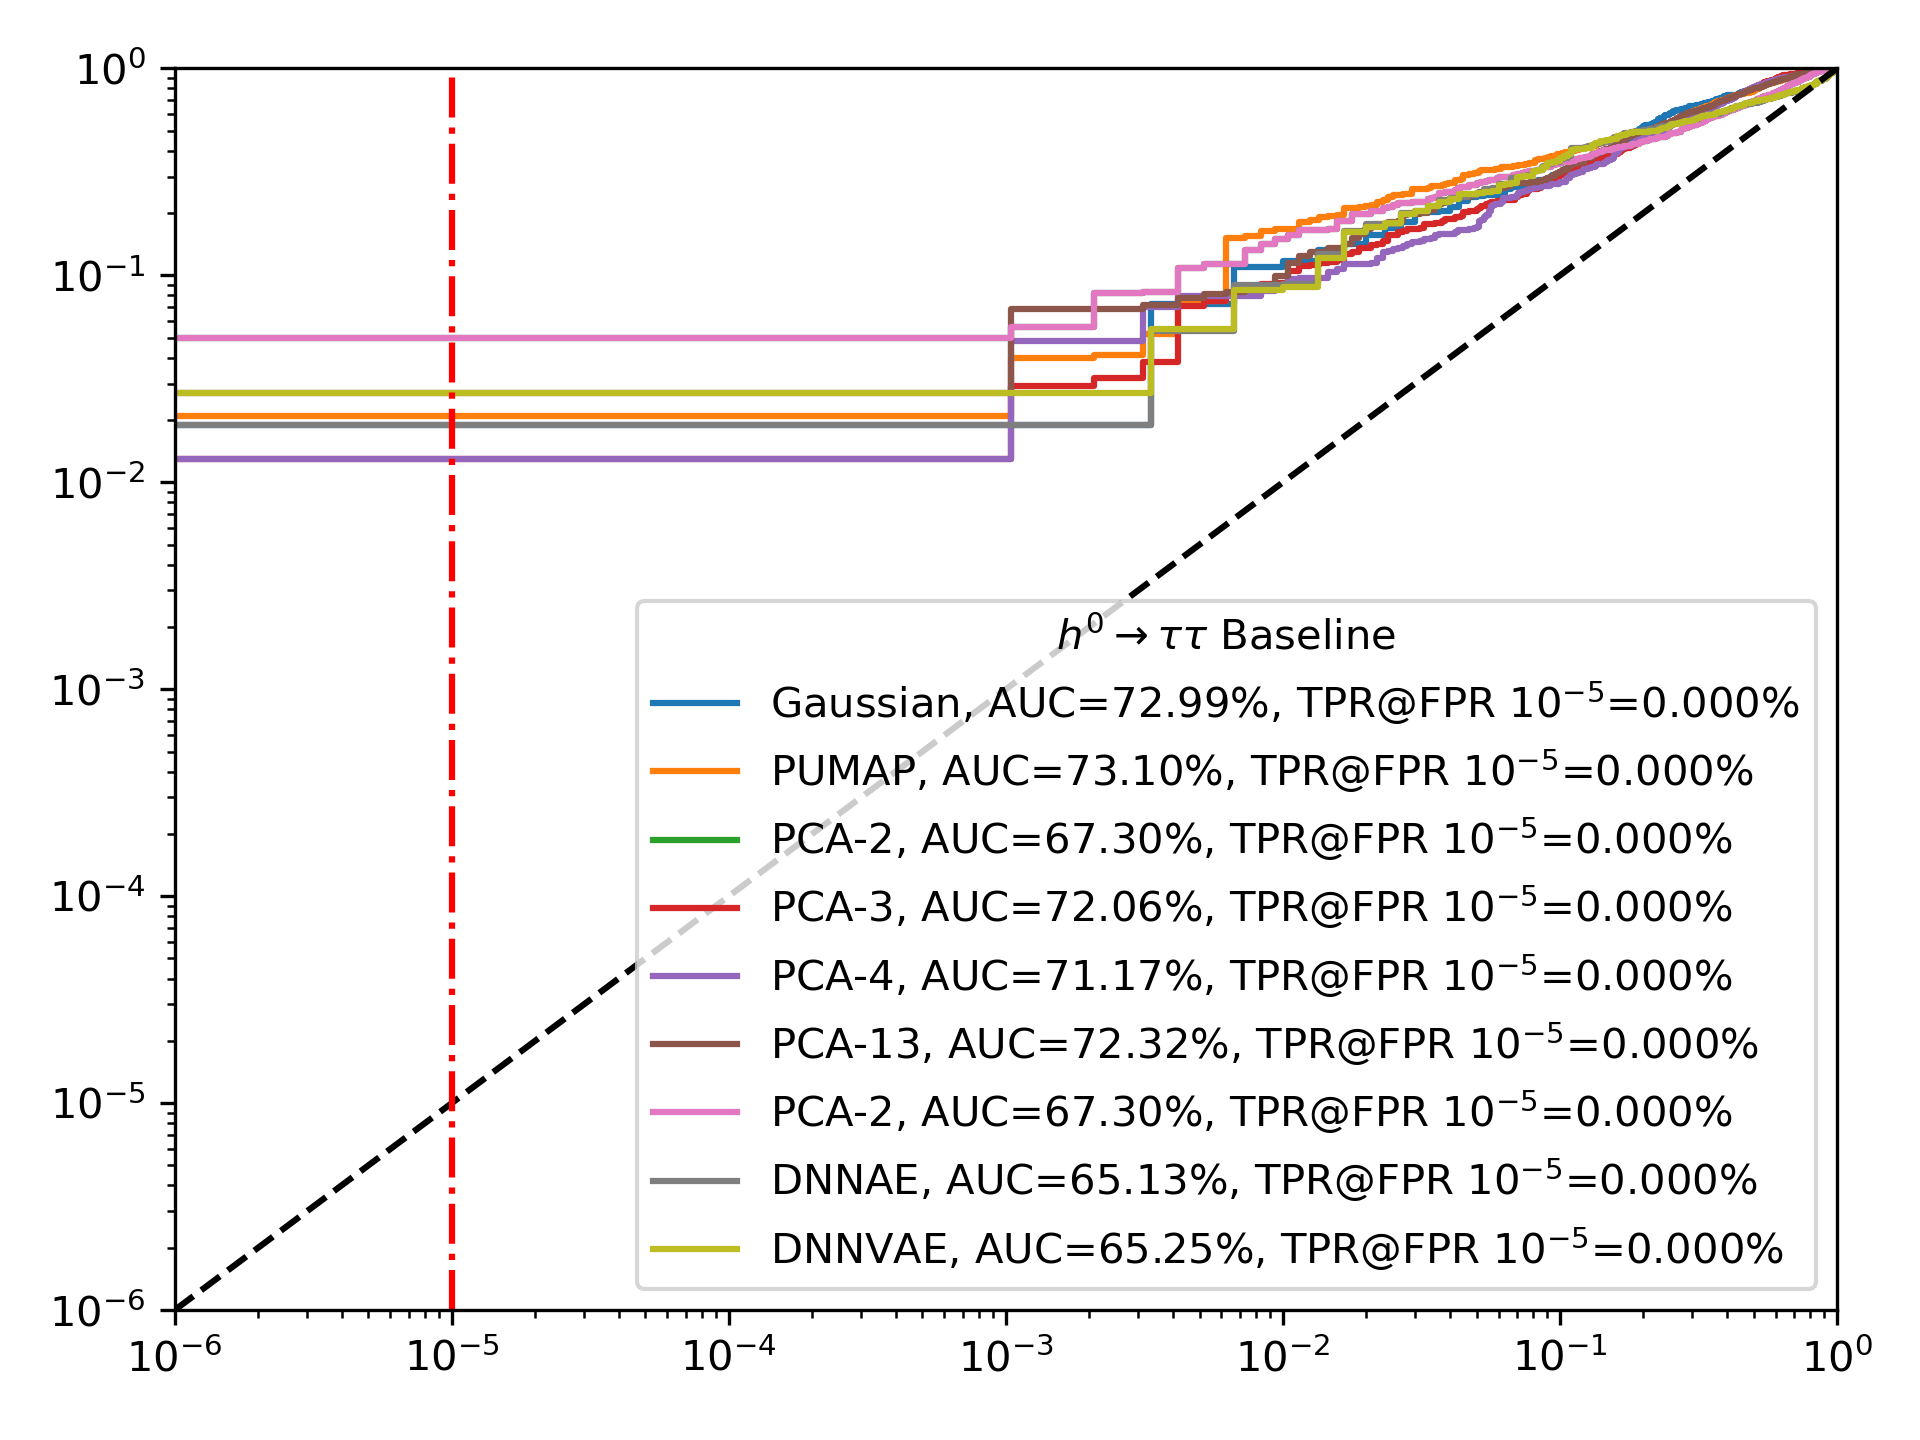 10⁰
10⁻¹
10⁻²
10⁻³
10⁻⁴
10⁻⁵
10⁻⁶
h⁰ → ττ Baseline
Gaussian, AUC=72.99%, TPR@FPR 10⁻⁵=0.000%
PUMAP, AUC=73.10%, TPR@FPR 10⁻⁵=0.000%
PCA-2, AUC=67.30%, TPR@FPR 10⁻⁵=0.000%
PCA-3, AUC=72.06%, TPR@FPR 10⁻⁵=0.000%
PCA-4, AUC=71.17%, TPR@FPR 10⁻⁵=0.000%
PCA-13, AUC=72.32%, TPR@FPR 10⁻⁵=0.000%
PCA-2, AUC=67.30%, TPR@FPR 10⁻⁵=0.000%
DNNAE, AUC=65.13%, TPR@FPR 10⁻⁵=0.000%
DNNVAE, AUC=65.25%, TPR@FPR 10⁻⁵=0.000%
10⁻⁶ 10⁻⁵ 10⁻⁴ 10⁻³ 10⁻² 10⁻¹ 10⁰